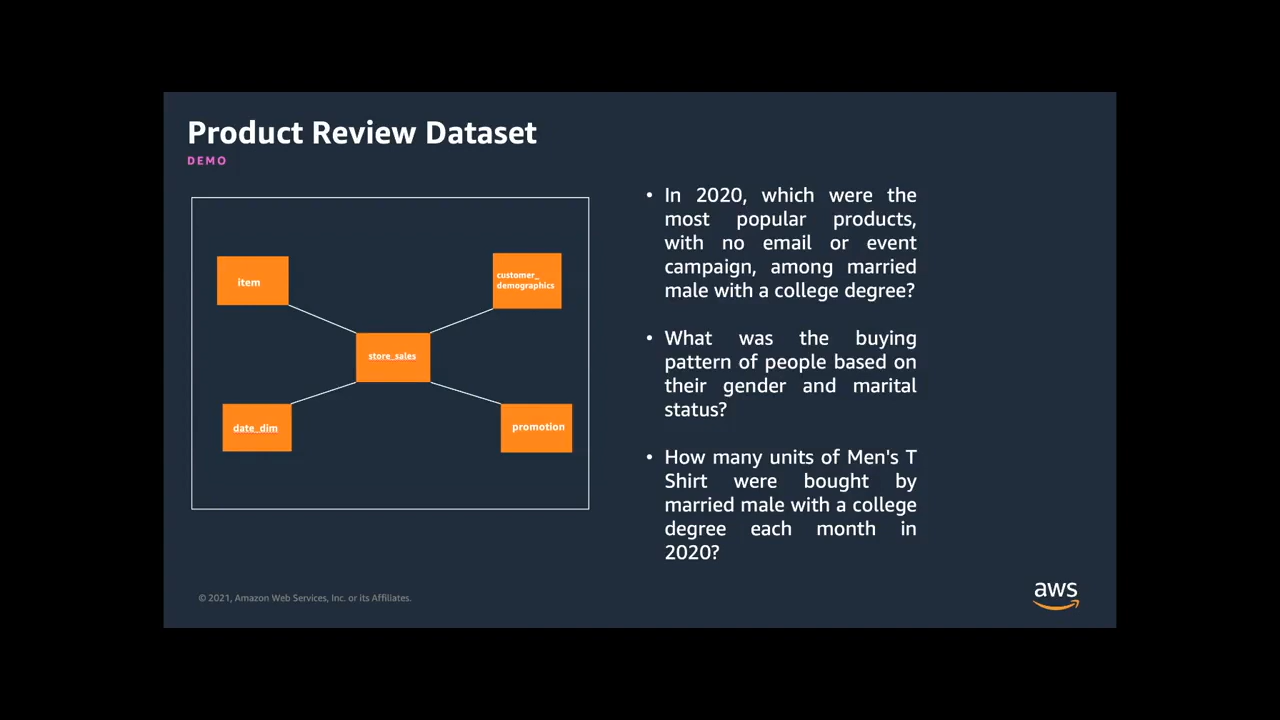 Product Review Dataset
DEMO
item
customer_
demographics
store_sales
date_dim
promotion
• In 2020, which were the
most popular products,
with no email or event
campaign, among married
male with a college degree?
• What was the buying
pattern of people based on
their gender and marital
status?
• How many units of Men's T
Shirt were bought by
married male with a college
degree each month in
2020?
© 2021, Amazon Web Services, Inc. or its Affiliates.
aws